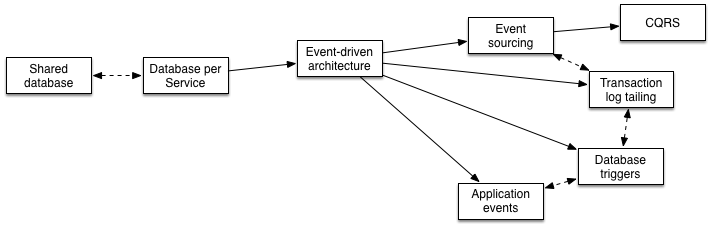 Shared
database
Database per
Service
Event-driven
architecture
Event
sourcing
CQRS
Transaction
log tailing
Database
triggers
Application
events